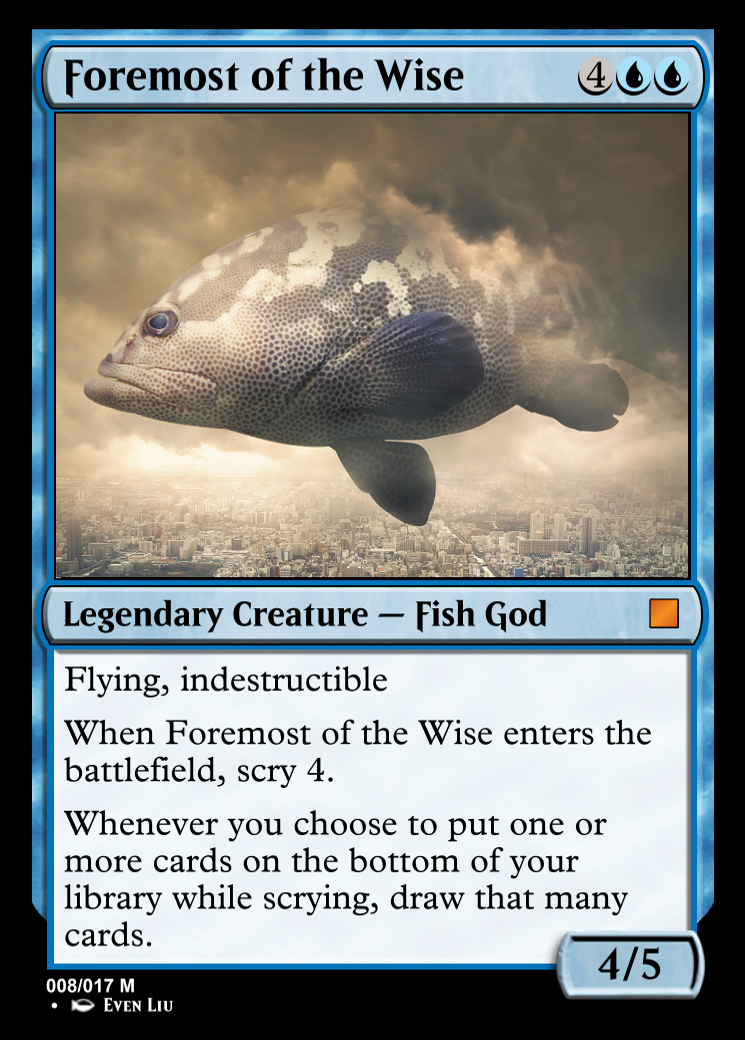 Foremost of the Wise 4
Legendary Creature — Fish God
Flying, indestructible
When Foremost of the Wise enters the
battlefield, scry 4.
Whenever you choose to put one or
more cards on the bottom of your
library while scrying, draw that many
cards.
4/5
008/017 M
• Even Liu